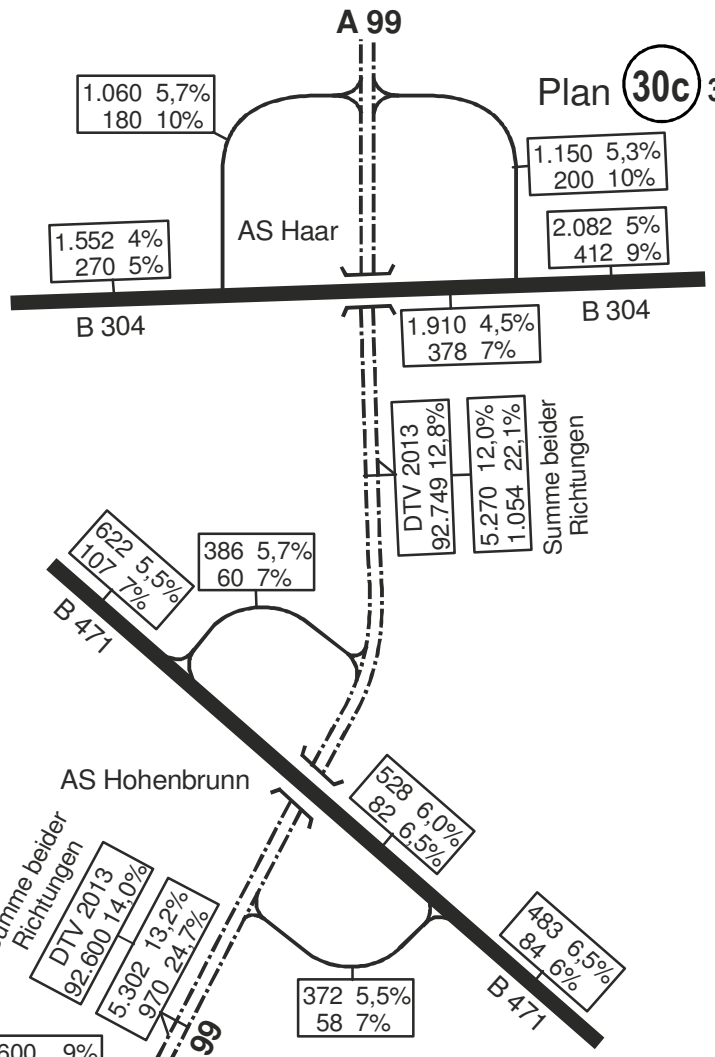 A 99
Plan 30c 3
1.060 5,7%
180 10%
1.150 5,3%
200 10%
AS Haar
1.552 4%
270 5%
2.082 5%
412 9%
B 304
1.910 4,5%
378 7%
B 304
DTV 2013
92.749 12,8%
5.270 12,0%
1.054 22,1%
Summe beider
Richtungen
622 5,5%
107 7%
386 5,7%
60 7%
B 471
AS Hohenbrunn
528 6,0%
82 6,5%
Summe beider
Richtungen
DTV 2013
92.600 14,0%
5.302 13,2%
970 24,7%
483 6,5%
84 6%
B 471
372 5,5%
58 7%
99
600 9%